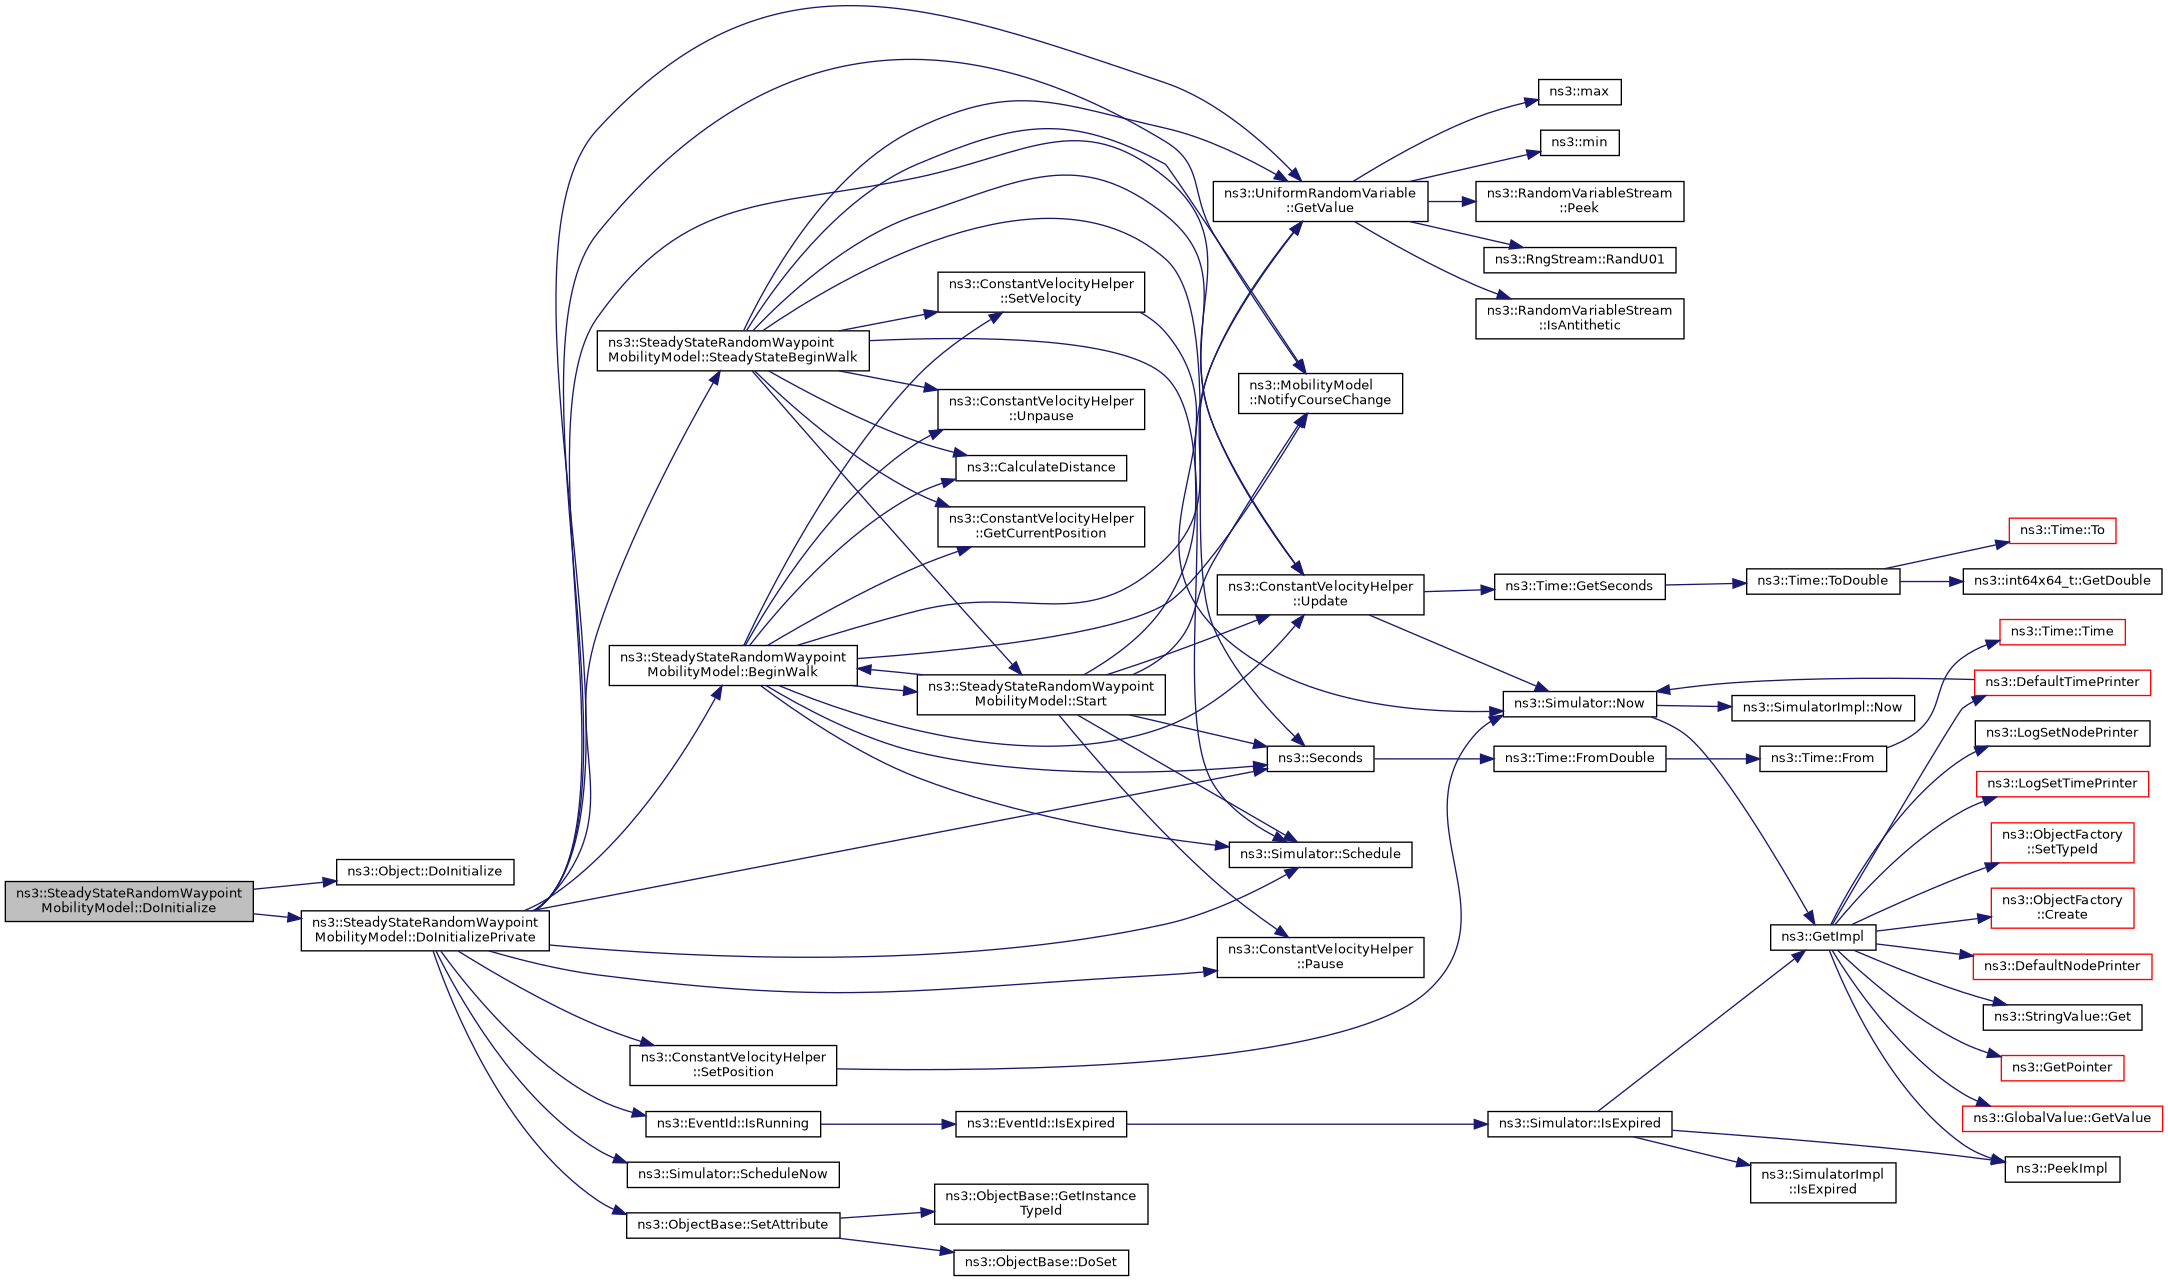 ns3::SteadyStateRandomWaypoint
MobilityModel::DoInitialize
ns3::Object::DoInitialize
ns3::SteadyStateRandomWaypoint
MobilityModel::DoInitializePrivate
ns3::SteadyStateRandomWaypoint
MobilityModel::SteadyStateBeginWalk
ns3::SteadyStateRandomWaypoint
MobilityModel::BeginWalk
ns3::ConstantVelocityHelper
::SetPosition
ns3::EventId::IsRunning
ns3::Simulator::ScheduleNow
ns3::ObjectBase::SetAttribute
ns3::ConstantVelocityHelper
::SetVelocity
ns3::ConstantVelocityHelper
::Unpause
ns3::CalculateDistance
ns3::ConstantVelocityHelper
::GetCurrentPosition
ns3::SteadyStateRandomWaypoint
MobilityModel::Start
ns3::EventId::IsExpired
ns3::ObjectBase::GetInstance
TypeId
ns3::ObjectBase::DoSet
ns3::UniformRandomVariable
::GetValue
ns3::MobilityModel
::NotifyCourseChange
ns3::ConstantVelocityHelper
::Update
ns3::Seconds
ns3::Simulator::Schedule
ns3::ConstantVelocityHelper
::Pause
ns3::max
ns3::min
ns3::RandomVariableStream
::Peek
ns3::RngStream::RandU01
ns3::RandomVariableStream
::IsAntithetic
ns3::Time::GetSeconds
ns3::Simulator::Now
ns3::Time::FromDouble
ns3::Simulator::IsExpired
ns3::Time::ToDouble
ns3::SimulatorImpl::Now
ns3::Time::From
ns3::GetImpl
ns3::SimulatorImpl
::IsExpired
ns3::Time::To
ns3::int64x64_t::GetDouble
ns3::Time::Time
ns3::DefaultTimePrinter
ns3::LogSetNodePrinter
ns3::LogSetTimePrinter
ns3::ObjectFactory
::SetTypeId
ns3::ObjectFactory
::Create
ns3::DefaultNodePrinter
ns3::StringValue::Get
ns3::GetPointer
ns3::GlobalValue::GetValue
ns3::PeekImpl